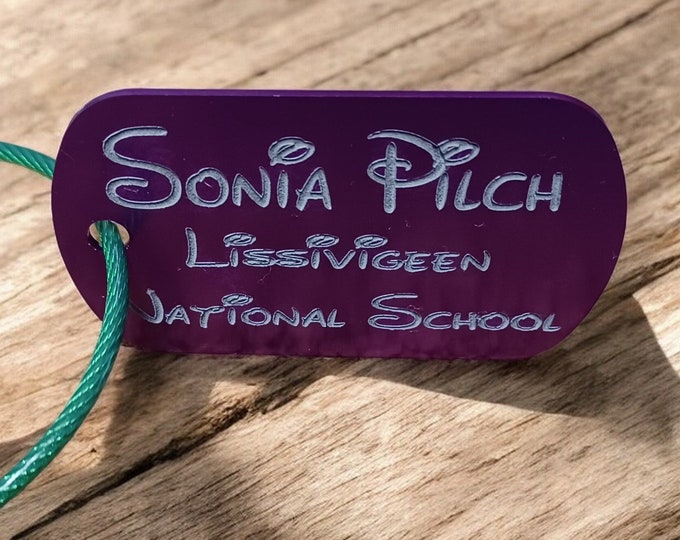 Sonia Pilch
Lissivigeen
National School